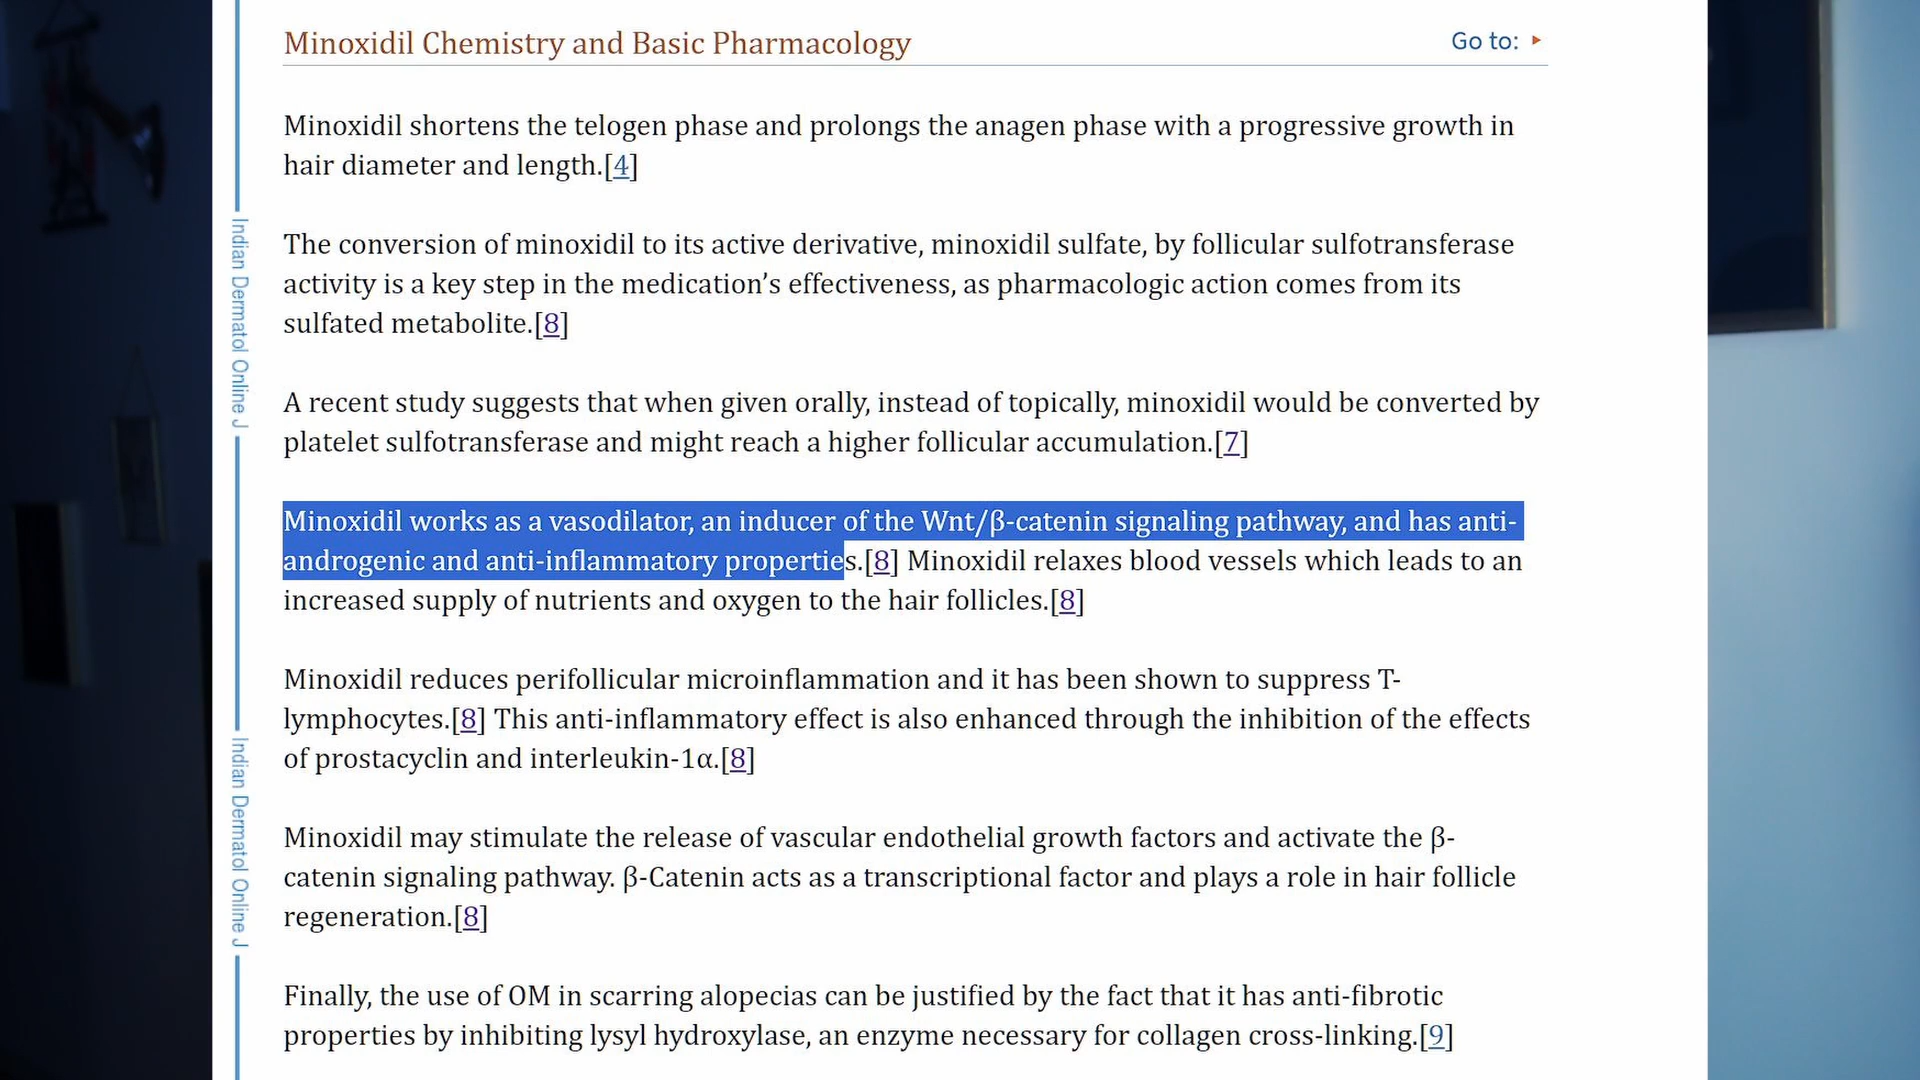 Minoxidil Chemistry and Basic Pharmacology
Go to:
Minoxidil shortens the telogen phase and prolongs the anagen phase with a progressive growth in
hair diameter and length.[4]
The conversion of minoxidil to its active derivative, minoxidil sulfate, by follicular sulfotransferase
activity is a key step in the medication’s effectiveness, as pharmacologic action comes from its
sulfated metabolite.[8]
A recent study suggests that when given orally, instead of topically, minoxidil would be converted by
platelet sulfotransferase and might reach a higher follicular accumulation.[7]
Minoxidil works as a vasodilator, an inducer of the Wnt/β-catenin signaling pathway, and has anti-
androgenic and anti-inflammatory properties.[8] Minoxidil relaxes blood vessels which leads to an
increased supply of nutrients and oxygen to the hair follicles.[8]
Minoxidil reduces perifollicular microinflammation and it has been shown to suppress T-
lymphocytes.[8] This anti-inflammatory effect is also enhanced through the inhibition of the effects
of prostacyclin and interleukin-1α.[8]
Minoxidil may stimulate the release of vascular endothelial growth factors and activate the β-
catenin signaling pathway. β-Catenin acts as a transcriptional factor and plays a role in hair follicle
regeneration.[8]
Finally, the use of OM in scarring alopecias can be justified by the fact that it has anti-fibrotic
properties by inhibiting lysyl hydroxylase, an enzyme necessary for collagen cross-linking.[9]
Indian Dermatol Online J
Indian Dermatol Online J